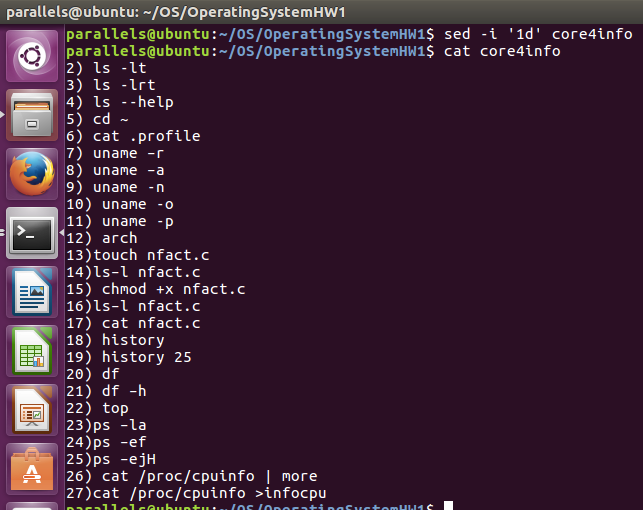 parallels@ubuntu: ~/OS/OperatingSystemHW1
parallels@ubuntu:~/OS/OperatingSystemHW1$ sed -i '1d' core4info
parallels@ubuntu:~/OS/OperatingSystemHW1$ cat core4info
2) ls -lt
3) ls -lrt
4) ls --help
5) cd ~
6) cat .profile
7) uname –r
8) uname –a
9) uname -n
10) uname -o
11) uname -p
12) arch
13)touch nfact.c
14)ls-l nfact.c
15) chmod +x nfact.c
16)ls-l nfact.c
17) cat nfact.c
18) history
19) history 25
20) df
21) df –h
22) top
23)ps –la
24)ps –ef
25)ps –ejH
26) cat /proc/cpuinfo | more
27)cat /proc/cpuinfo >infocpu
parallels@ubuntu:~/OS/OperatingSystemHW1$